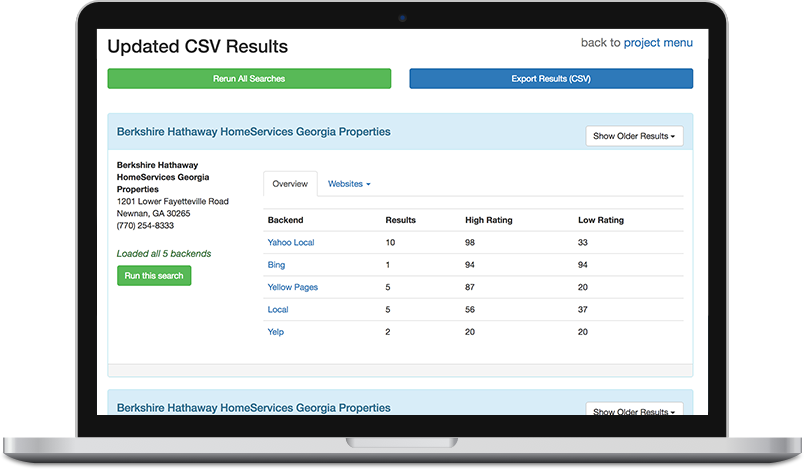 Updated CSV Results
back to project menu
Rerun All Searches
Export Results (CSV)
Berkshire Hathaway HomeServices Georgia Properties
Show Older Results
Berkshire Hathaway
HomeServices Georgia
Properties
1201 Lower Fayetteville Road
Newnan, GA 30265
(770) 254-8333
Loaded all 5 backends
Run this search
Overview
Websites
Backend Results High Rating Low Rating
Yahoo Local 10 98 33
Bing 1 94 94
Yellow Pages 5 87 20
Local 5 56 37
Yelp 2 20 20
Berkshire Hathaway HomeServices Georgia Properties
Show Older Results